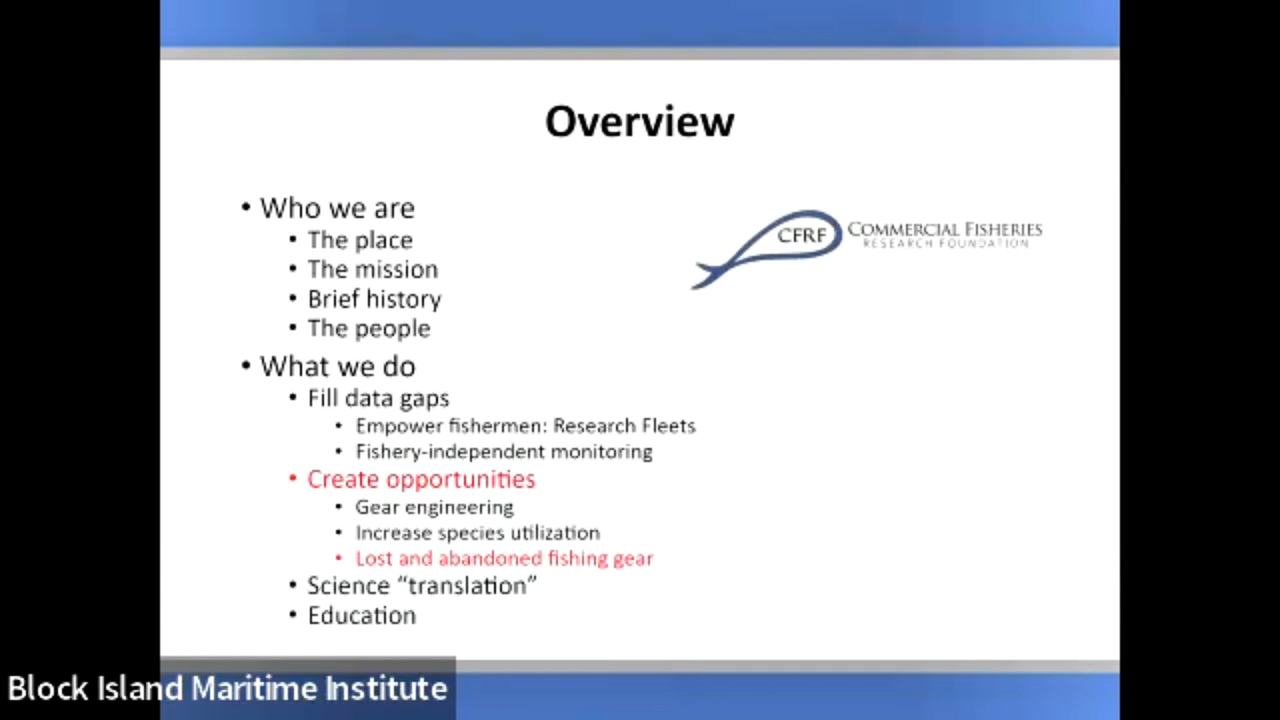 Overview
• Who we are
• The place
• The mission
• Brief history
• The people
• What we do
• Fill data gaps
• Empower fishermen: Research Fleets
• Fishery-independent monitoring
• Create opportunities
• Gear engineering
• Increase species utilization
• Lost and abandoned fishing gear
• Science “translation”
• Education
CFRF
COMMERCIAL FISHERIES
RESEARCH FOUNDATION
Block Island Maritime Institute